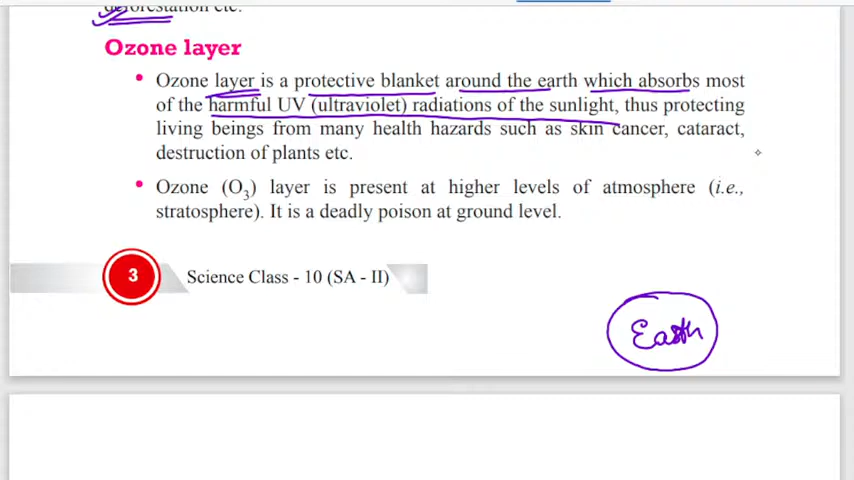 deforestation etc.
Ozone layer
• Ozone layer is a protective blanket around the earth which absorbs most
of the harmful UV (ultraviolet) radiations of the sunlight, thus protecting
living beings from many health hazards such as skin cancer, cataract,
destruction of plants etc.
• Ozone (O₃) layer is present at higher levels of atmosphere (i.e.,
stratosphere). It is a deadly poison at ground level.
3 Science Class - 10 (SA - II)
Earth